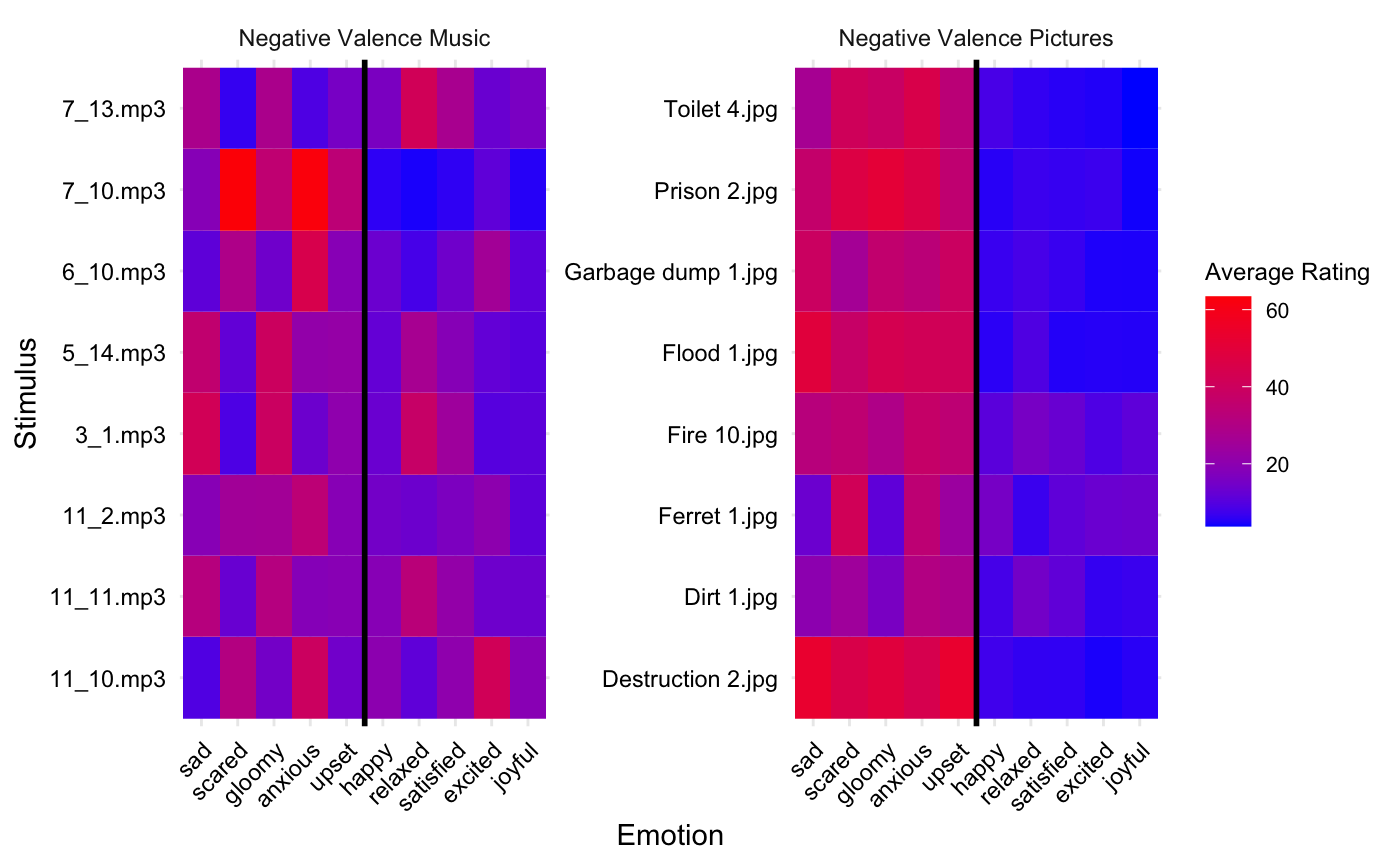 Negative Valence Music
Negative Valence Pictures
Stimulus
7_13.mp3
7_10.mp3
6_10.mp3
5_14.mp3
3_1.mp3
11_2.mp3
11_11.mp3
11_10.mp3
sad
scared
gloomy
anxious
upset
happy
relaxed
satisfied
excited
joyful
Toilet 4.jpg
Prison 2.jpg
Garbage dump 1.jpg
Flood 1.jpg
Fire 10.jpg
Ferret 1.jpg
Dirt 1.jpg
Destruction 2.jpg
sad
scared
gloomy
anxious
upset
happy
relaxed
satisfied
excited
joyful
Emotion
Average Rating
60
40
20